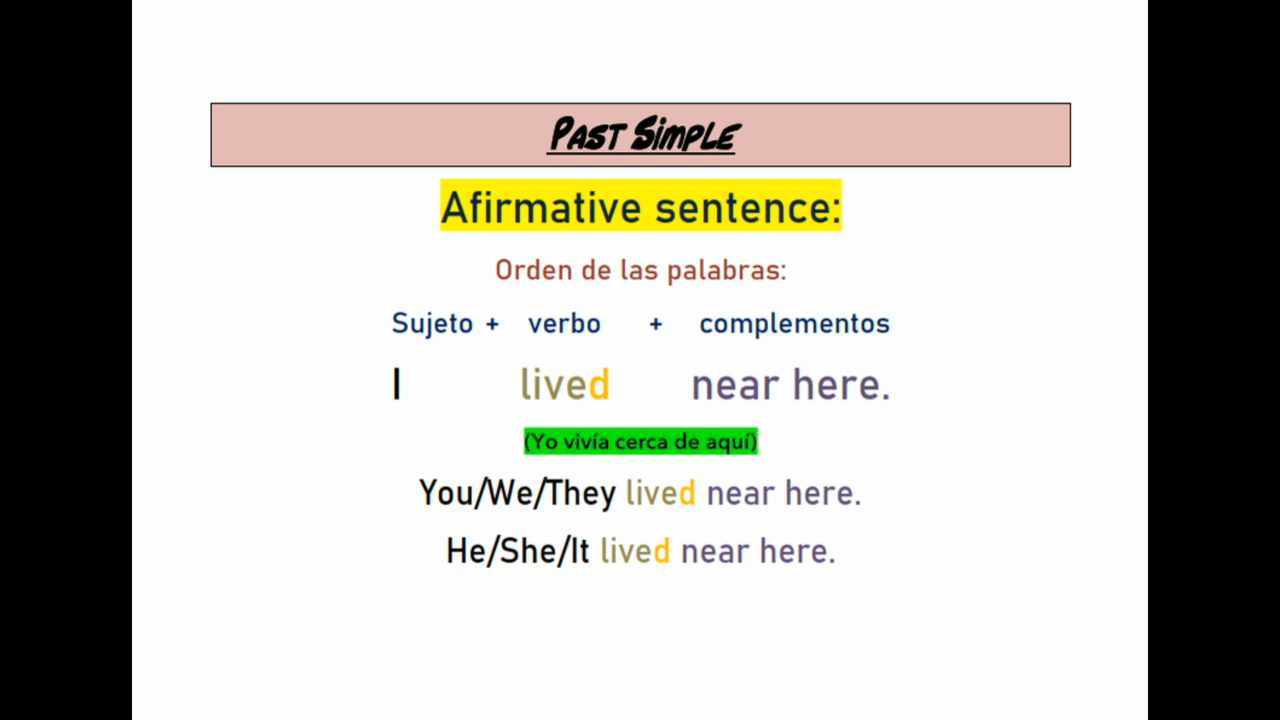 Past Simple
Afirmative sentence:
Orden de las palabras:
Sujeto + verbo + complementos
I lived near here.
(Yo vivía cerca de aquí)
You/We/They lived near here.
He/She/It lived near here.